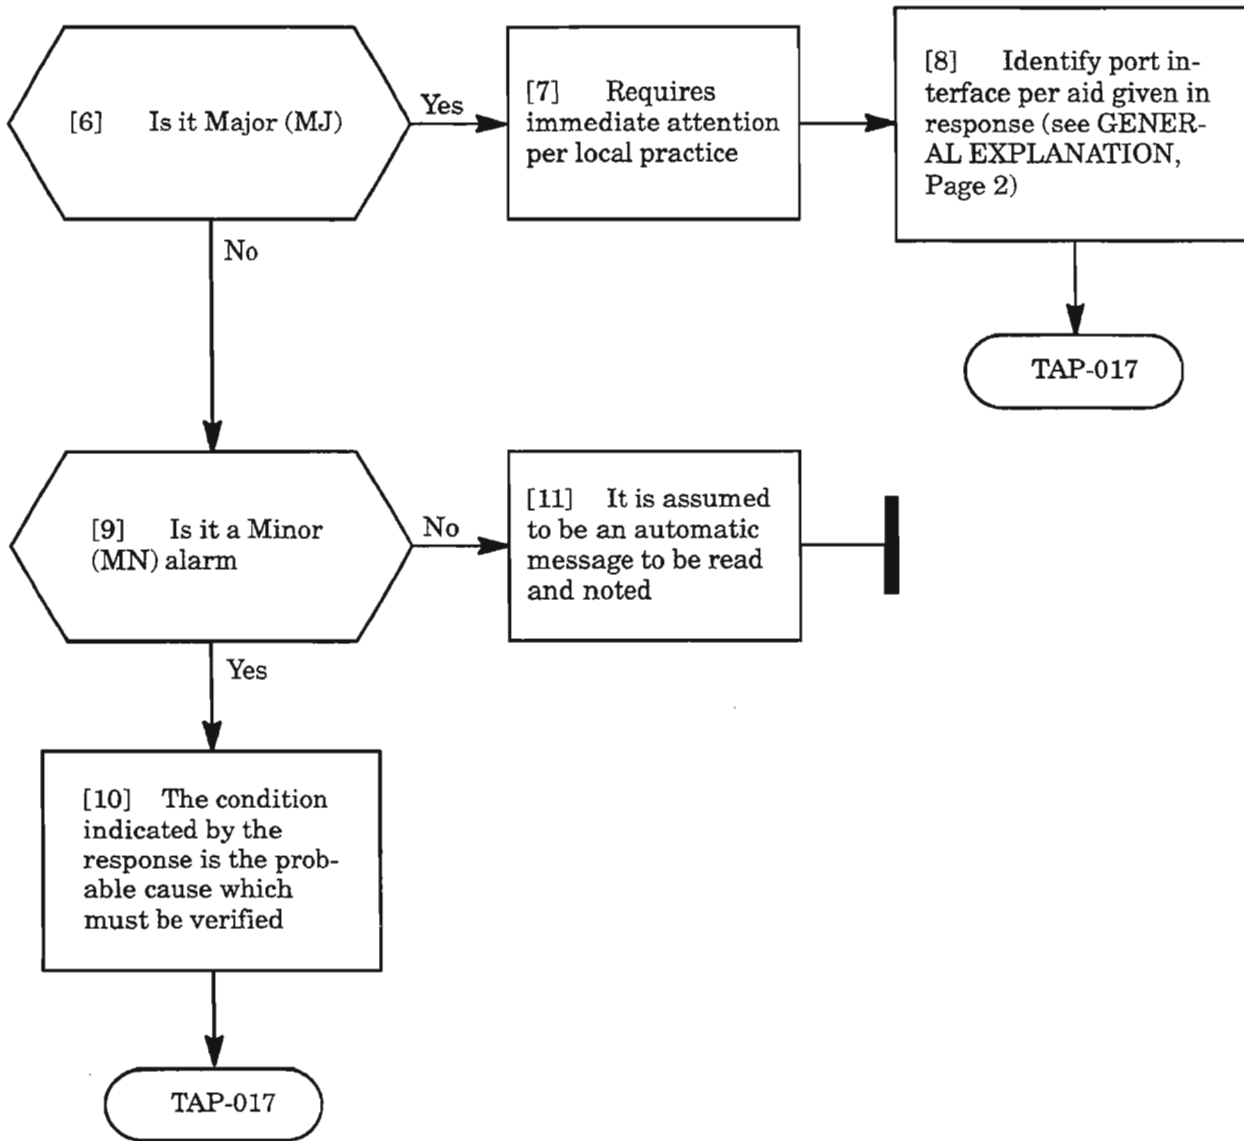 [6] Is it Major (MJ)
Yes
[7] Requires
immediate attention
per local practice
[8] Identify port in-
terface per aid given in
response (see GENER-
AL EXPLANATION,
Page 2)
No
TAP-017
[9] Is it a Minor
(MN) alarm
No
[11] It is assumed
to be an automatic
message to be read
and noted
Yes
[10] The condition
indicated by the
response is the prob-
able cause which
must be verified
TAP-017